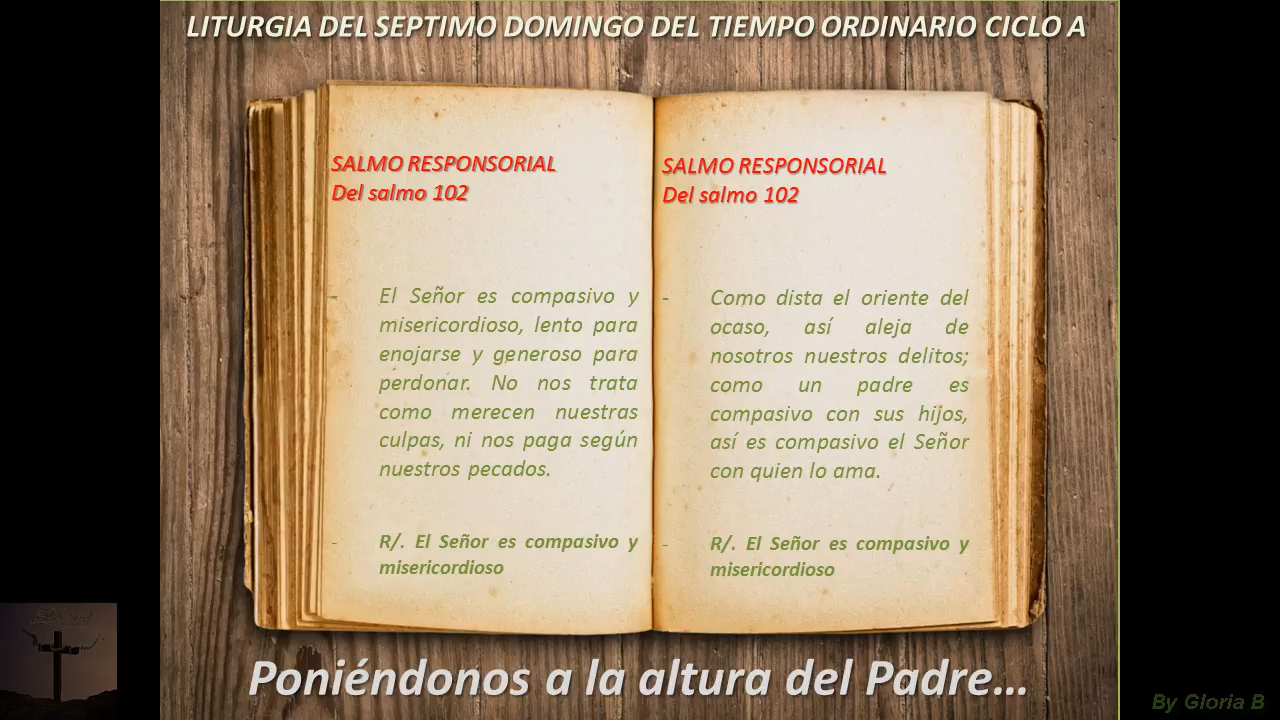 LITURGIA DEL SEPTIMO DOMINGO DEL TIEMPO ORDINARIO CICLO A
SALMO RESPONSORIAL
Del salmo 102
- El Señor es compasivo y
misericordioso, lento para
enojarse y generoso para
perdonar. No nos trata
como merecen nuestras
culpas, ni nos paga según
nuestros pecados.
- R/. El Señor es compasivo y
misericordioso
SALMO RESPONSORIAL
Del salmo 102
- Como dista el oriente del
ocaso, así aleja de
nosotros nuestros delitos;
como un padre es
compasivo con sus hijos,
así es compasivo el Señor
con quien lo ama.
- R/. El Señor es compasivo y
misericordioso
Poniéndonos a la altura del Padre...
By Gloria B